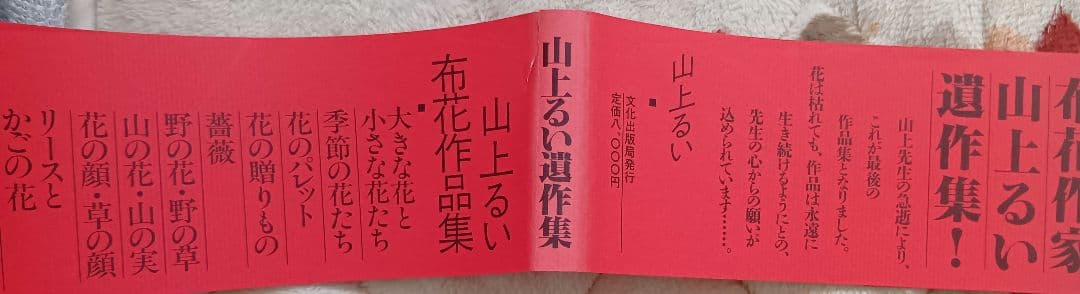 布花作家
山上るい
遺作集！
山上先生の急逝により、
これが最後の
作品集となりました。
花は枯れても、作品は永遠に
生き続けるようにとの、
先生の心からの願いが
込められています……。
山上るい
文化出版局発行
定価八、〇〇〇円
山上るい遺作集
山上るい
布花作品集
大きな花と
小さな花たち
季節の花たち
花のパレット
花の贈りもの
薔薇
野の花・野の草
山の花・山の実
花の顔・草の顔
リースと
かごの花